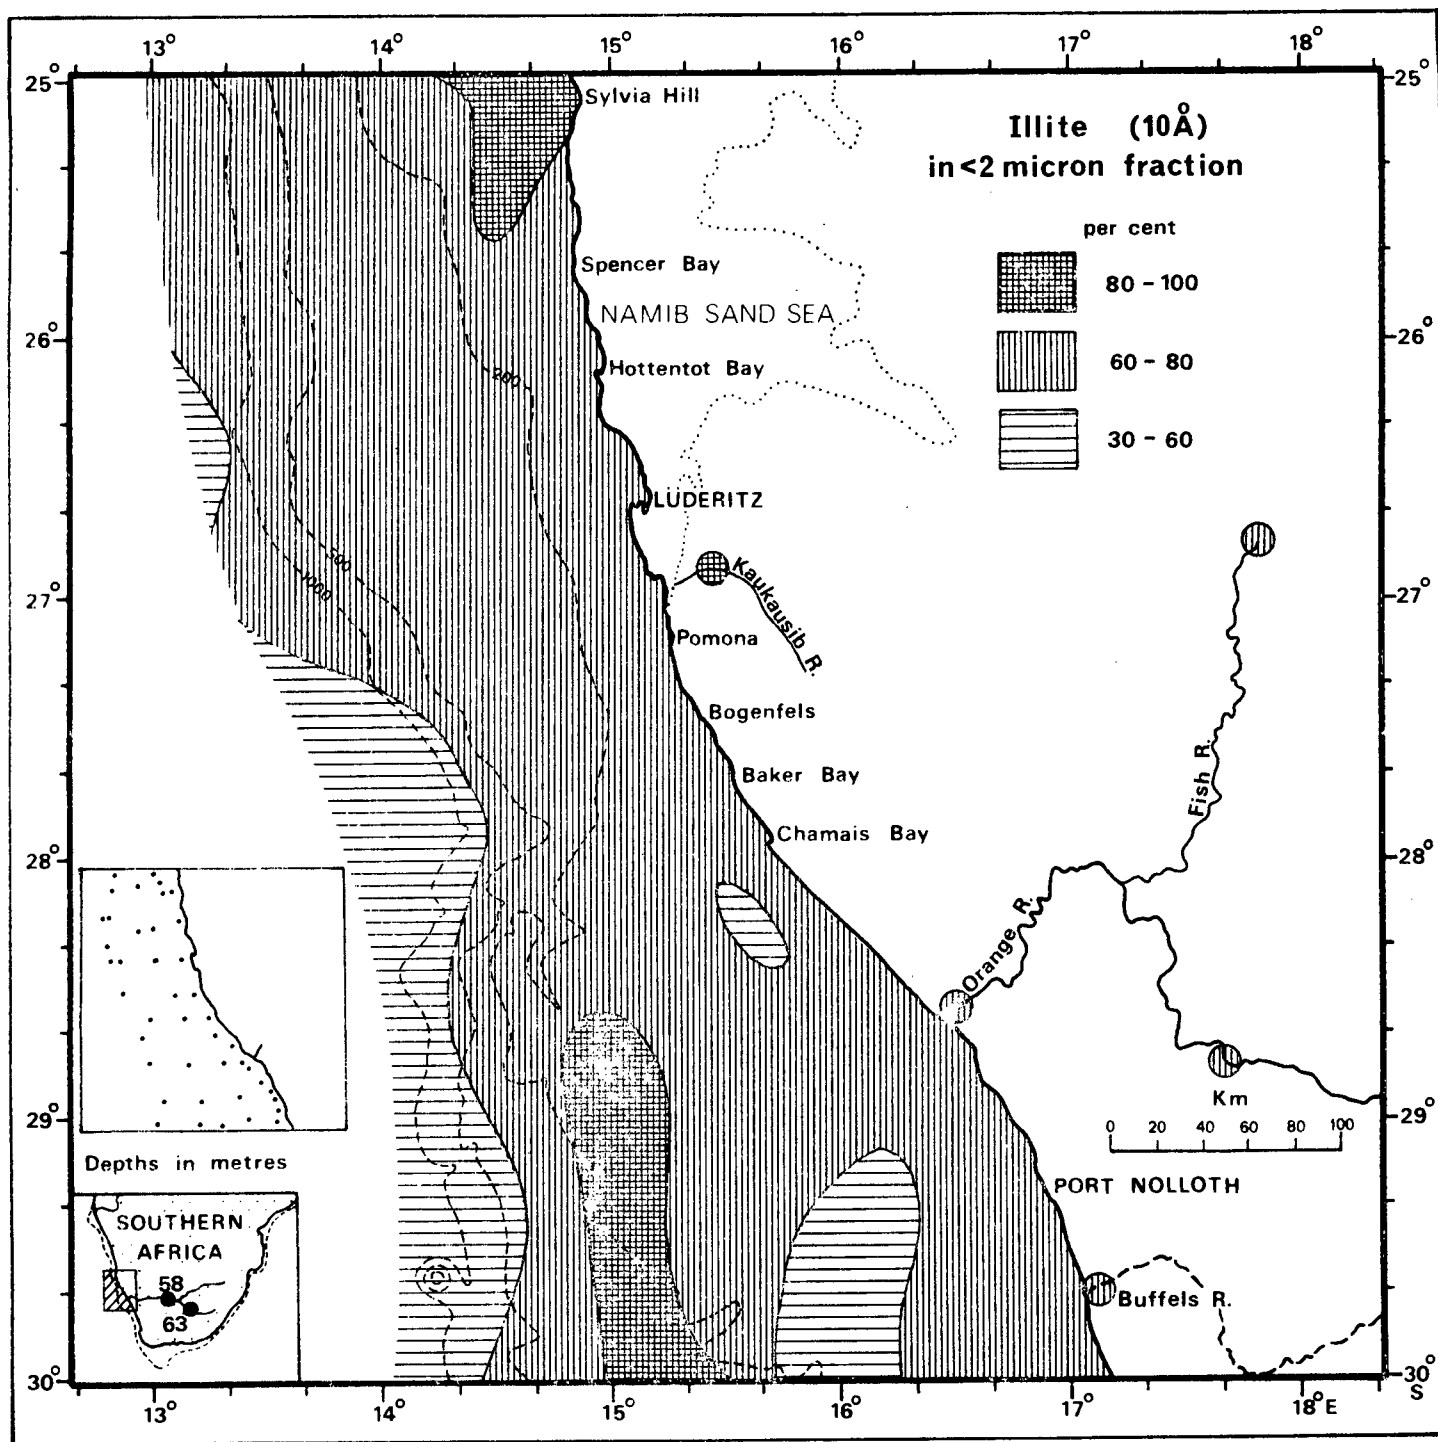 13° 14° 15° 16° 17° 18°
25° 25°
Sylvia Hill
Illite (10Å)
in <2 micron fraction
per cent
80 - 100
60 - 80
30 - 60
Spencer Bay
NAMIB SAND SEA
26° 26°
Hottentot Bay
200
LÜDERITZ
Kaukausib R.
500
1000
27° 27°
Pomona
Bogenfels
Baker Bay
Chamais Bay
Fish R.
28° 28°
Orange R.
Km
0 20 40 60 80 100
29° 29°
Depths in metres
PORT NOLLOTH
SOUTHERN
AFRICA
58
63
Buffels R.
30° 30°
S
13° 14° 15° 16° 17° 18°E